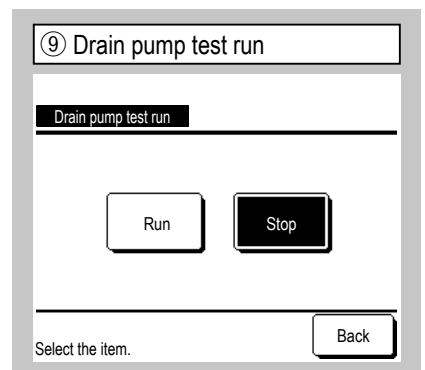 ⑨ Drain pump test run
Drain pump test run
Run
Stop
Select the item.
Back